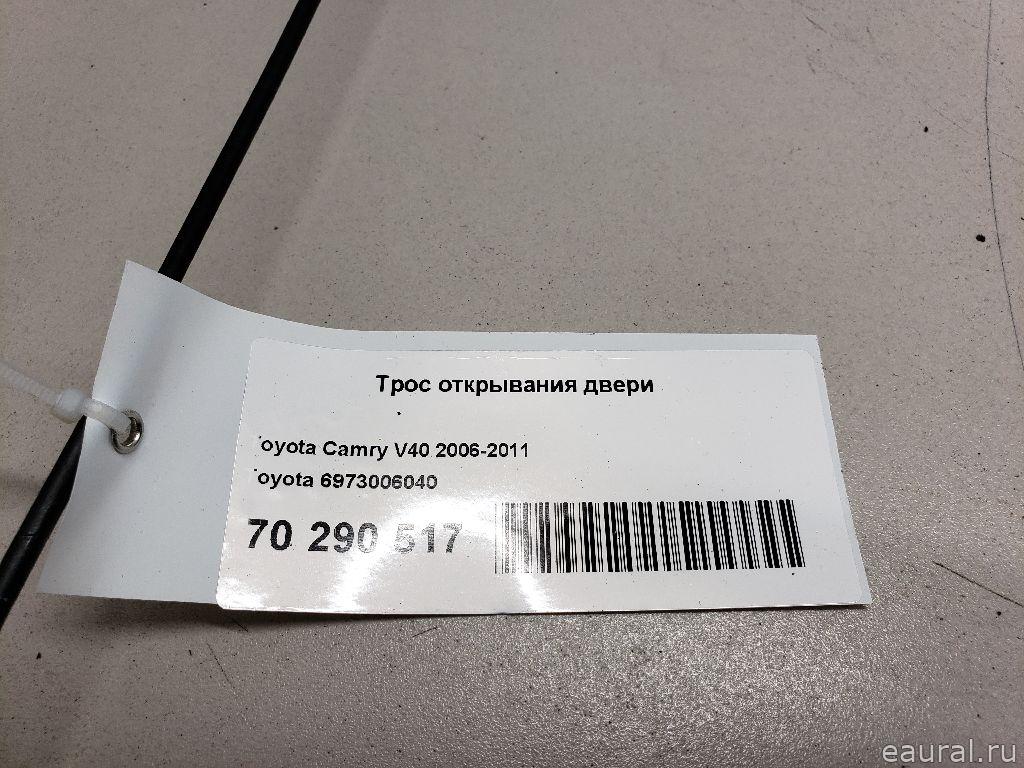 Трос открывания двери
oyota Camry V40 2006-2011
oyota 6973006040
70 290 517
eaural.ru